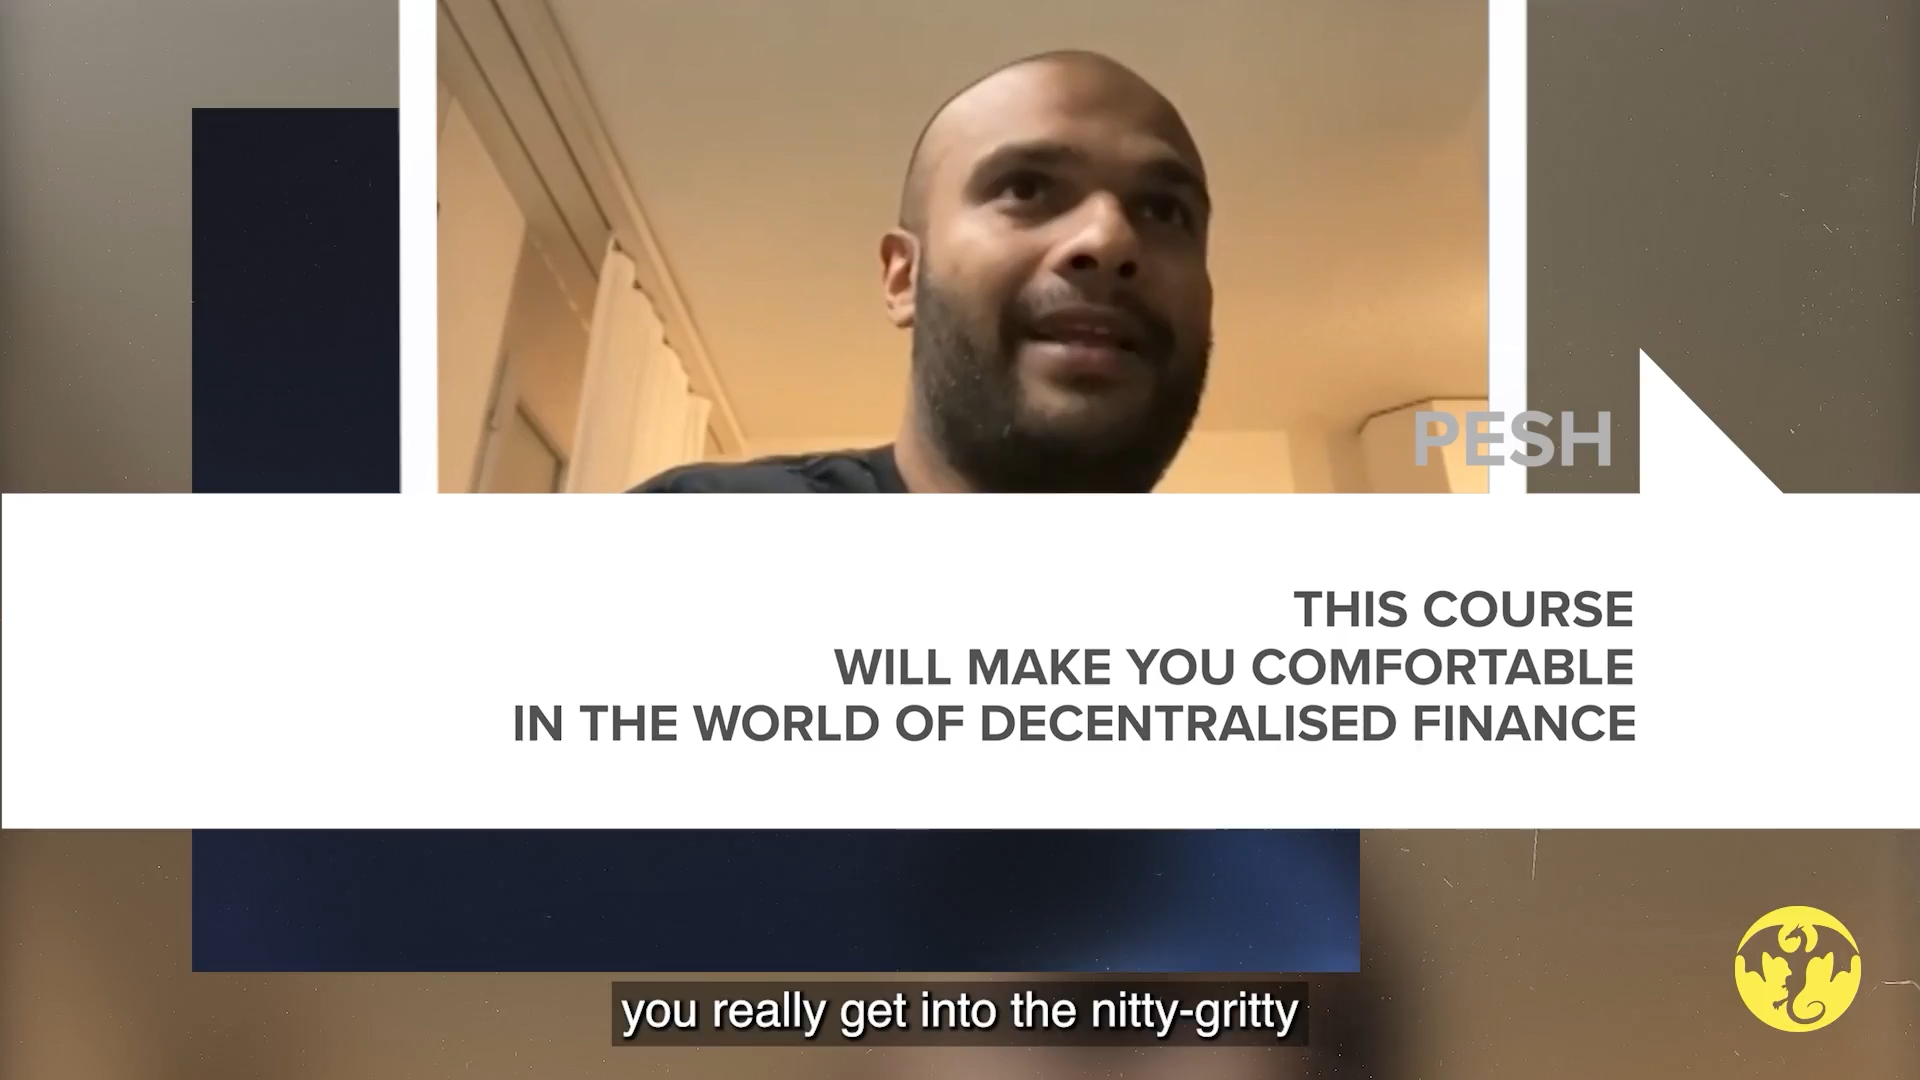 PESH
THIS COURSE
WILL MAKE YOU COMFORTABLE
IN THE WORLD OF DECENTRALISED FINANCE
you really get into the nitty-gritty